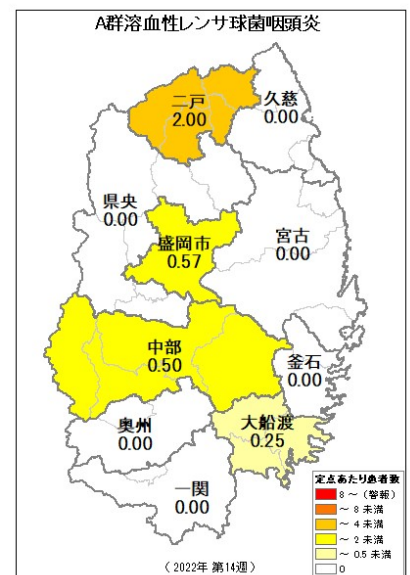 A群溶血性レンサ球菌咽頭炎
二戸
2.00
久慈
0.00
県央
0.00
盛岡市
0.57
宮古
0.00
中部
0.50
釜石
0.00
奥州
0.00
大船渡
0.25
一関
0.00
定点あたり患者数
8 ~ (警報)
~ 8 未満
~ 4 未満
~ 2 未満
~ 0.5 未満
0
(2022年 第14週)